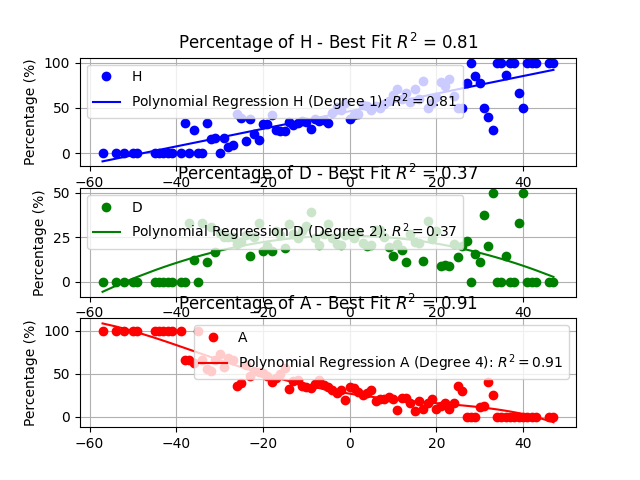 Percentage of H - Best Fit R² = 0.81
Percentage (%)
100
50
0
H
Polynomial Regression H (Degree 1): R² = 0.81
−60 −40 −20 0 20 40
Percentage of D - Best Fit R² = 0.37
Percentage (%)
50
25
0
D
Polynomial Regression D (Degree 2): R² = 0.37
−60 −40 −20 0 20 40
Percentage of A - Best Fit R² = 0.91
Percentage (%)
100
50
0
A
Polynomial Regression A (Degree 4): R² = 0.91
−60 −40 −20 0 20 40